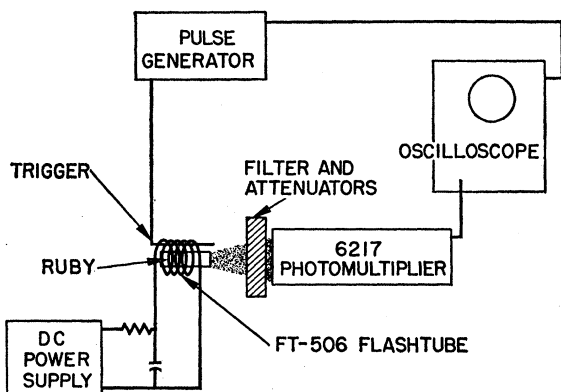 PULSE
GENERATOR
OSCILLOSCOPE
TRIGGER
FILTER AND
ATTENUATORS
6217
PHOTOMULTIPLIER
RUBY
FT-506 FLASHTUBE
DC
POWER
SUPPLY